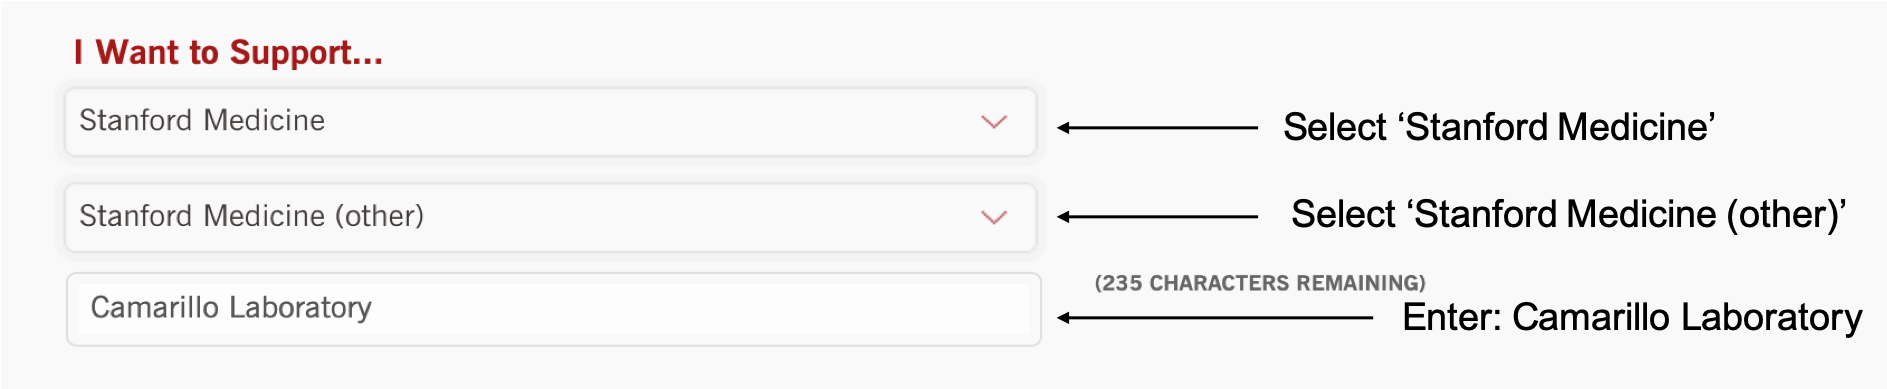 I Want to Support...
Stanford Medicine
Select ‘Stanford Medicine’
Stanford Medicine (other)
Select ‘Stanford Medicine (other)’
(235 CHARACTERS REMAINING)
Camarillo Laboratory
Enter: Camarillo Laboratory